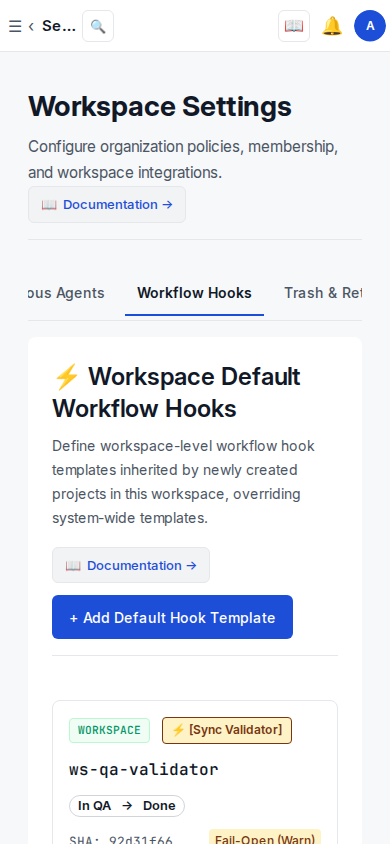 ☰ ‹ Se... 🔍 📖 🔔 A
Workspace Settings
Configure organization policies, membership,
and workspace integrations.
📖 Documentation →
ous Agents Workflow Hooks Trash & Ret
⚡ Workspace Default
Workflow Hooks
Define workspace-level workflow hook
templates inherited by newly created
projects in this workspace, overriding
system-wide templates.
📖 Documentation →
+ Add Default Hook Template
WORKSPACE ⚡ [Sync Validator]
ws-qa-validator
In QA → Done
SHA: 92d31f66 Fail-Open (Warn)